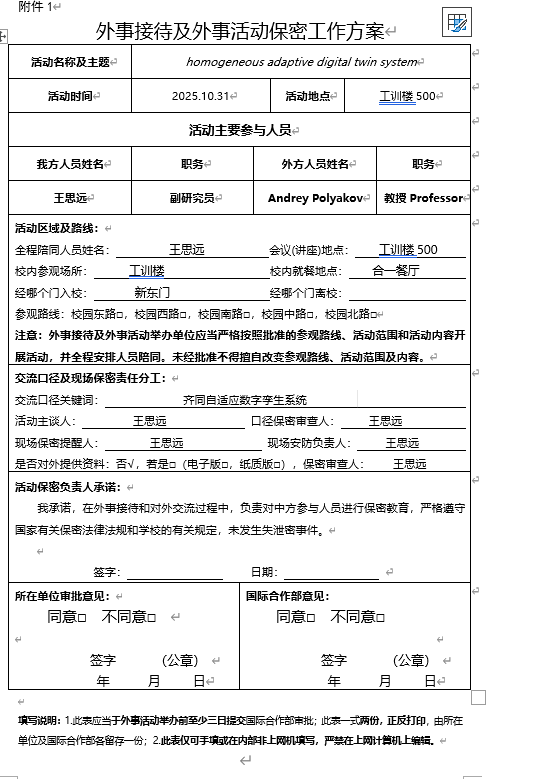 附件 1
外事接待及外事活动保密工作方案
活动名称及主题 homogeneous adaptive digital twin system
活动时间 2025.10.31 活动地点 工训楼 500
活动主要参与人员
我方人员姓名 职务 外方人员姓名 职务
王思远 副研究员 Andrey Polyakov 教授 Professor
活动区域及路线：
全程陪同人员姓名： 王思远 会议(讲座)地点： 工训楼 500
校内参观场所： 工训楼 校内就餐地点： 合一餐厅
经哪个门入校： 新东门 经哪个门离校：
参观路线：校园东路□，校园西路□，校园南路□，校园中路□，校园北路□
注意：外事接待及外事活动举办单位应当严格按照批准的参观路线、活动范围和活动内容开
展活动，并全程安排人员陪同。未经批准不得擅自改变参观路线、活动范围及内容。
交流口径及现场保密责任分工：
交流口径关键词： 齐同自适应数字孪生系统
活动主谈人： 王思远 口径保密审查人： 王思远
现场保密提醒人： 王思远 现场安防负责人： 王思远
是否对外提供资料：否√，若是□（电子版□，纸质版□），保密审查人： 王思远
活动保密负责人承诺：
我承诺，在外事接待和对外交流过程中，负责对中方参与人员进行保密教育，严格遵守
国家有关保密法律法规和学校的有关规定，未发生失泄密事件。
签字： 日期：
所在单位审批意见： 国际合作部意见：
同意□ 不同意□ 同意□ 不同意□
签字 （公章） 签字 （公章）
年 月 日 年 月 日
填写说明：1.此表应当于外事活动举办前至少三日提交国际合作部审批；此表一式两份，正反打印，由所在
单位及国际合作部各留存一份；2.此表仅可手填或在内部非上网机填写，严禁在上网计算机上编辑。